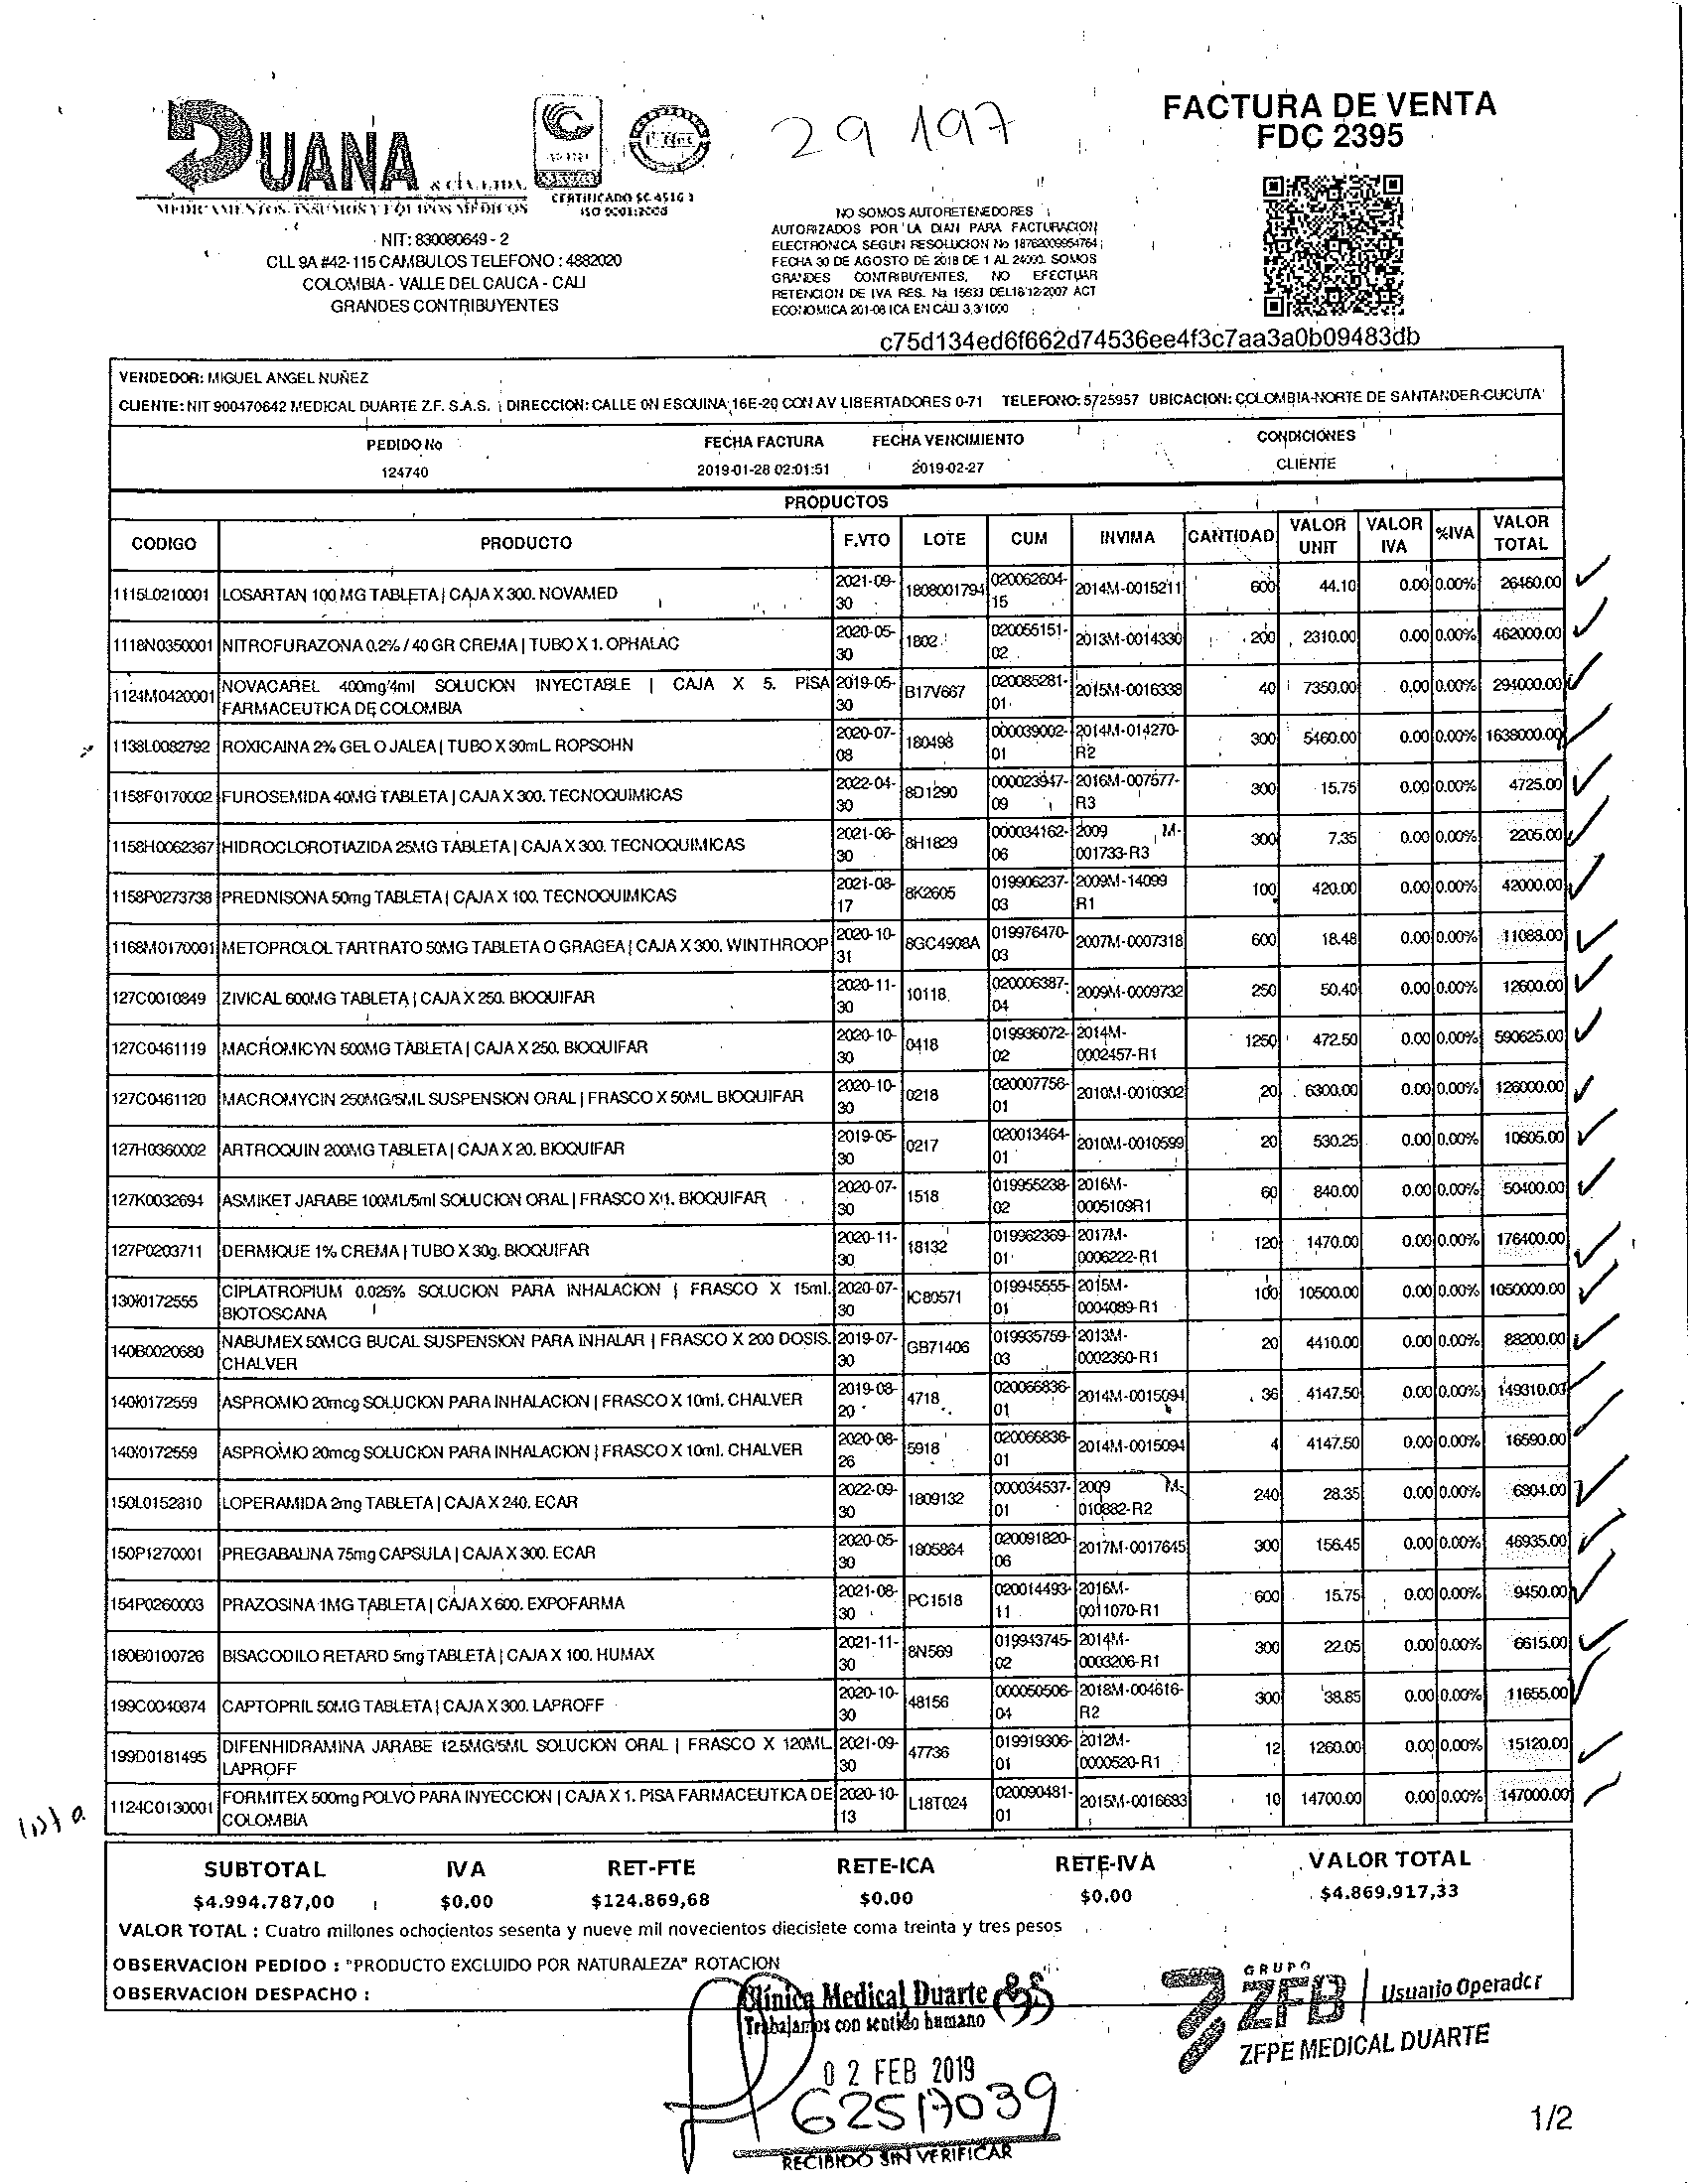 29 197
FACTURA DE VENTA
FDC 2395
DUANA
& CIA. LTDA.
MEDICAMENTOS, INSUMOS Y EQUIPOS MEDICOS
CERTIFICADO SC 4516 1
ISO 9001:2008
NIT: 830080649 - 2
CLL 9A #42- 115 CAMBULOS TELEFONO : 4882020
COLOMBIA - VALLE DEL CAUCA - CALI
GRANDES CONTRIBUYENTES
NO SOMOS AUTORETENEDORES
AUTORIZADOS POR LA DIAN PARA FACTURACION
ELECTRONICA SEGUN RESOLUCION No 18762009954764
FECHA 30 DE AGOSTO DE 2018 DE 1 AL 24000. SOMOS
GRANDES CONTRIBUYENTES, NO EFECTUAR
RETENCION DE IVA RES. Na 15633 DEL18/12-2007 ACT
ECONOMICA 201-08 ICA EN CALI 3,3/1000
c75d134ed6f662d74536ee4f3c7aa3a0b09483db
VENDEDOR: MIGUEL ANGEL NUÑEZ
CLIENTE: NIT 900470642 MEDICAL DUARTE Z.F. S.A.S. | DIRECCION: CALLE 0N ESQUINA 16E-20 CON AV LIBERTADORES 0-71 TELEFONO: 5725957 UBICACION: COLOMBIA-NORTE DE SANTANDER-CUCUTA
PEDIDO No FECHA FACTURA FECHA VENCIMIENTO CONDICIONES
124740 2019-01-28 02:01:51 2019-02-27 CLIENTE
PRODUCTOS
CODIGO PRODUCTO F.VTO LOTE CUM INVIMA CANTIDAD VALOR UNIT VALOR IVA %IVA VALOR TOTAL
1115L0210001 LOSARTAN 100 MG TABLETA | CAJA X 300. NOVAMED 2021-09-30 1808001794 020062604-15 2014M-0015211 600 44.10 0.00 0.00% 26460.00
1118N0350001 NITROFURAZONA 0.2% / 40 GR CREMA | TUBO X 1. OPHALAC 2020-05-30 1802 020055151-02 2013M-0014330 200 2310.00 0.00 0.00% 462000.00
1124M0420001 NOVACAREL 400mg/4ml SOLUCION INYECTABLE | CAJA X 5. PISA FARMACEUTICA DE COLOMBIA 2019-05-30 B17V667 020085281-01 2015M-0016338 40 7350.00 0.00 0.00% 294000.00
1138L0082792 ROXICAINA 2% GEL O JALEA | TUBO X 30mL. ROPSOHN 2020-07-08 180498 000039002-01 2014M-014270-R2 300 5460.00 0.00 0.00% 1638000.00
1158F0170002 FUROSEMIDA 40MG TABLETA | CAJA X 300. TECNOQUIMICAS 2022-04-30 8D1290 000023947-09 2016M-007577-R3 300 15.75 0.00 0.00% 4725.00
1158H0062367 HIDROCLOROTIAZIDA 25MG TABLETA | CAJA X 300. TECNOQUIMICAS 2021-06-30 8H1829 000034162-06 2009 M-001733-R3 300 7.35 0.00 0.00% 2205.00
1158P0273738 PREDNISONA 50mg TABLETA | CAJA X 100. TECNOQUIMICAS 2021-08-17 8K2605 019906237-03 2009M-14099 R1 100 420.00 0.00 0.00% 42000.00
1168M0170001 METOPROLOL TARTRATO 50MG TABLETA O GRAGEA | CAJA X 300. WINTHROOP 2020-10-31 8GC4908A 019976470-03 2007M-0007318 600 18.48 0.00 0.00% 11088.00
127C0010849 ZIVICAL 600MG TABLETA | CAJA X 250. BIOQUIFAR 2020-11-30 10118 020006387-04 2009M-0009732 250 50.40 0.00 0.00% 12600.00
127C0461119 MACROMICYN 500MG TABLETA | CAJA X 250. BIOQUIFAR 2020-10-30 0418 019936072-02 2014M-0002457-R1 1250 472.50 0.00 0.00% 590625.00
127C0461120 MACROMYCIN 250MG/5ML SUSPENSION ORAL | FRASCO X 50ML. BIOQUIFAR 2020-10-30 0218 020007756-01 2010M-0010302 20 6300.00 0.00 0.00% 126000.00
127H0360002 ARTROQUIN 200MG TABLETA | CAJA X 20. BIOQUIFAR 2019-05-30 0217 020013464-01 2010M-0010599 20 530.25 0.00 0.00% 10605.00
127K0032694 ASMIKET JARABE 100ML/5ml SOLUCION ORAL | FRASCO X 1. BIOQUIFAR 2020-07-30 1518 019955238-02 2016M-0005109R1 60 840.00 0.00 0.00% 50400.00
127P0203711 DERMIQUE 1% CREMA | TUBO X 30g. BIOQUIFAR 2020-11-30 18132 019962369-01 2017M-0006222-R1 120 1470.00 0.00 0.00% 176400.00
130I0172555 CIPLATROPIUM 0.025% SOLUCION PARA INHALACION | FRASCO X 15ml. BIOTOSCANA 2020-07-30 IC80571 019945555-01 2015M-0004089-R1 100 10500.00 0.00 0.00% 1050000.00
140B0020680 NABUMEX 50MCG BUCAL SUSPENSION PARA INHALAR | FRASCO X 200 DOSIS. CHALVER 2019-07-30 GB71406 019935759-03 2013M-0002360-R1 20 4410.00 0.00 0.00% 88200.00
140I0172559 ASPROMIO 20mcg SOLUCION PARA INHALACION | FRASCO X 10ml. CHALVER 2019-08-20 4718 020066836-01 2014M-0015094 36 4147.50 0.00 0.00% 149310.00
140I0172559 ASPROMIO 20mcg SOLUCION PARA INHALACION | FRASCO X 10ml. CHALVER 2020-08-26 5918 020066836-01 2014M-0015094 4 4147.50 0.00 0.00% 16590.00
150L0152810 LOPERAMIDA 2mg TABLETA | CAJA X 240. ECAR 2022-09-30 1809132 000034537-01 2009 M-010882-R2 240 28.35 0.00 0.00% 6804.00
150P1270001 PREGABALINA 75mg CAPSULA | CAJA X 300. ECAR 2020-05-30 1805864 020091820-06 2017M-0017645 300 156.45 0.00 0.00% 46935.00
154P0260003 PRAZOSINA 1MG TABLETA | CAJA X 600. EXPOFARMA 2021-08-30 PC1518 020014493-11 2016M-0011070-R1 600 15.75 0.00 0.00% 9450.00
180B0100726 BISACODILO RETARD 5mg TABLETA | CAJA X 100. HUMAX 2021-11-30 8N569 019943745-02 2014M-0003206-R1 300 22.05 0.00 0.00% 6615.00
199C0040874 CAPTOPRIL 50MG TABLETA | CAJA X 300. LAPROFF 2020-10-30 48156 000050506-04 2018M-004616-R2 300 38.85 0.00 0.00% 11655.00
199D0181495 DIFENHIDRAMINA JARABE 12.5MG/5ML SOLUCION ORAL | FRASCO X 120ML. LAPROFF 2021-09-30 47736 019919306-01 2012M-0000520-R1 12 1260.00 0.00 0.00% 15120.00
1124C0130001 FORMITEX 500mg POLVO PARA INYECCION | CAJA X 1. PISA FARMACEUTICA DE COLOMBIA 2020-10-13 L18T024 020090481-01 2015M-0016683 10 14700.00 0.00 0.00% 147000.00
lista
SUBTOTAL IVA RET-FTE RETE-ICA RETE-IVA VALOR TOTAL
$4.994.787,00 $0.00 $124.869,68 $0.00 $0.00 $4.869.917,33
VALOR TOTAL : Cuatro millones ochocientos sesenta y nueve mil novecientos diecisiete coma treinta y tres pesos
OBSERVACION PEDIDO : "PRODUCTO EXCLUIDO POR NATURALEZA" ROTACION
OBSERVACION DESPACHO :
Clínica Medical Duarte
Trabajamos con sentido humano
02 FEB 2019
62517039
RECIBIDO SIN VERIFICAR
GRUPO
ZFB | Usuario Operador
ZFPE MEDICAL DUARTE
1/2